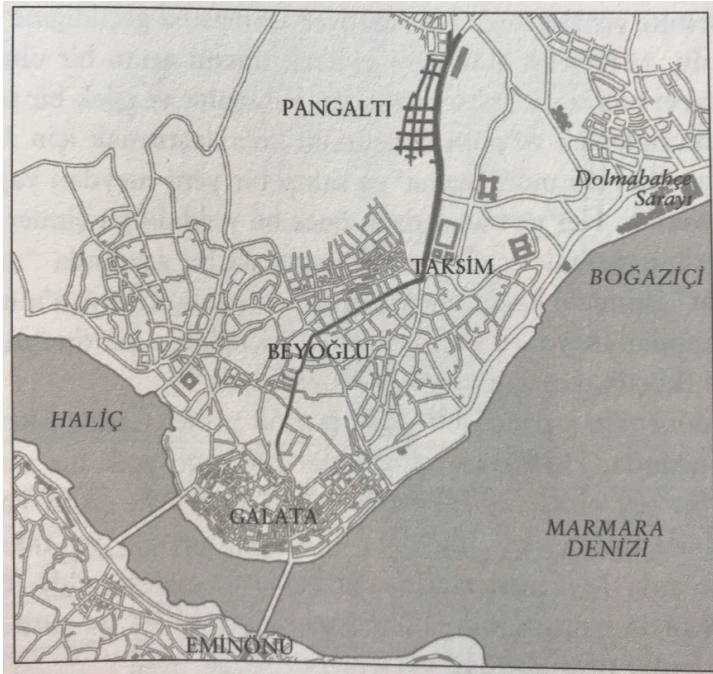 PANGALTI
Dolmabahçe
Sarayı
TAKSİM
BOĞAZİÇİ
BEYOĞLU
HALİÇ
GALATA
MARMARA
DENİZİ
EMİNÖNÜ